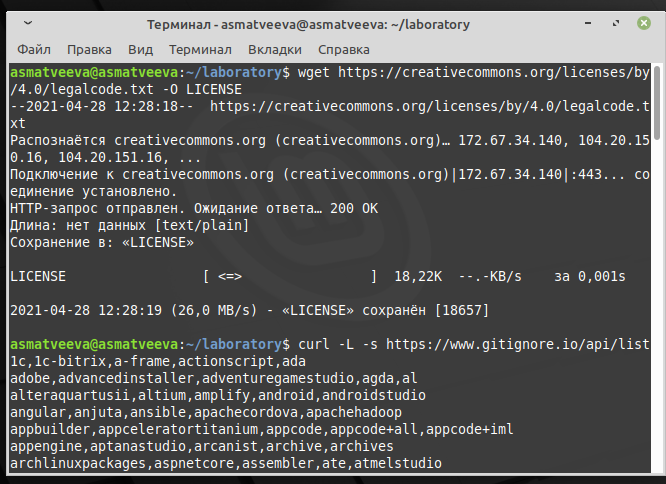 Терминал - asmatveeva@asmatveeva: ~/laboratory
Файл Правка Вид Терминал Вкладки Справка
asmatveeva@asmatveeva:~/laboratory$ wget https://creativecommons.org/licenses/by
/4.0/legalcode.txt -O LICENSE
--2021-04-28 12:28:18--  https://creativecommons.org/licenses/by/4.0/legalcode.t
xt
Распознаётся creativecommons.org (creativecommons.org)… 172.67.34.140, 104.20.15
0.16, 104.20.151.16, ...
Подключение к creativecommons.org (creativecommons.org)|172.67.34.140|:443... со
единение установлено.
HTTP-запрос отправлен. Ожидание ответа… 200 OK
Длина: нет данных [text/plain]
Сохранение в: «LICENSE»
LICENSE                 [ <=>                ]  18,22K  --.-KB/s    за 0,001s
2021-04-28 12:28:19 (26,0 MB/s) - «LICENSE» сохранён [18657]
asmatveeva@asmatveeva:~/laboratory$ curl -L -s https://www.gitignore.io/api/list
1c,1c-bitrix,a-frame,actionscript,ada
adobe,advancedinstaller,adventuregamestudio,agda,al
alteraquartusii,altium,amplify,android,androidstudio
angular,anjuta,ansible,apachecordova,apachehadoop
appbuilder,appceleratortitanium,appcode,appcode+all,appcode+iml
appengine,aptanastudio,arcanist,archive,archives
archlinuxpackages,aspnetcore,assembler,ate,atmelstudio